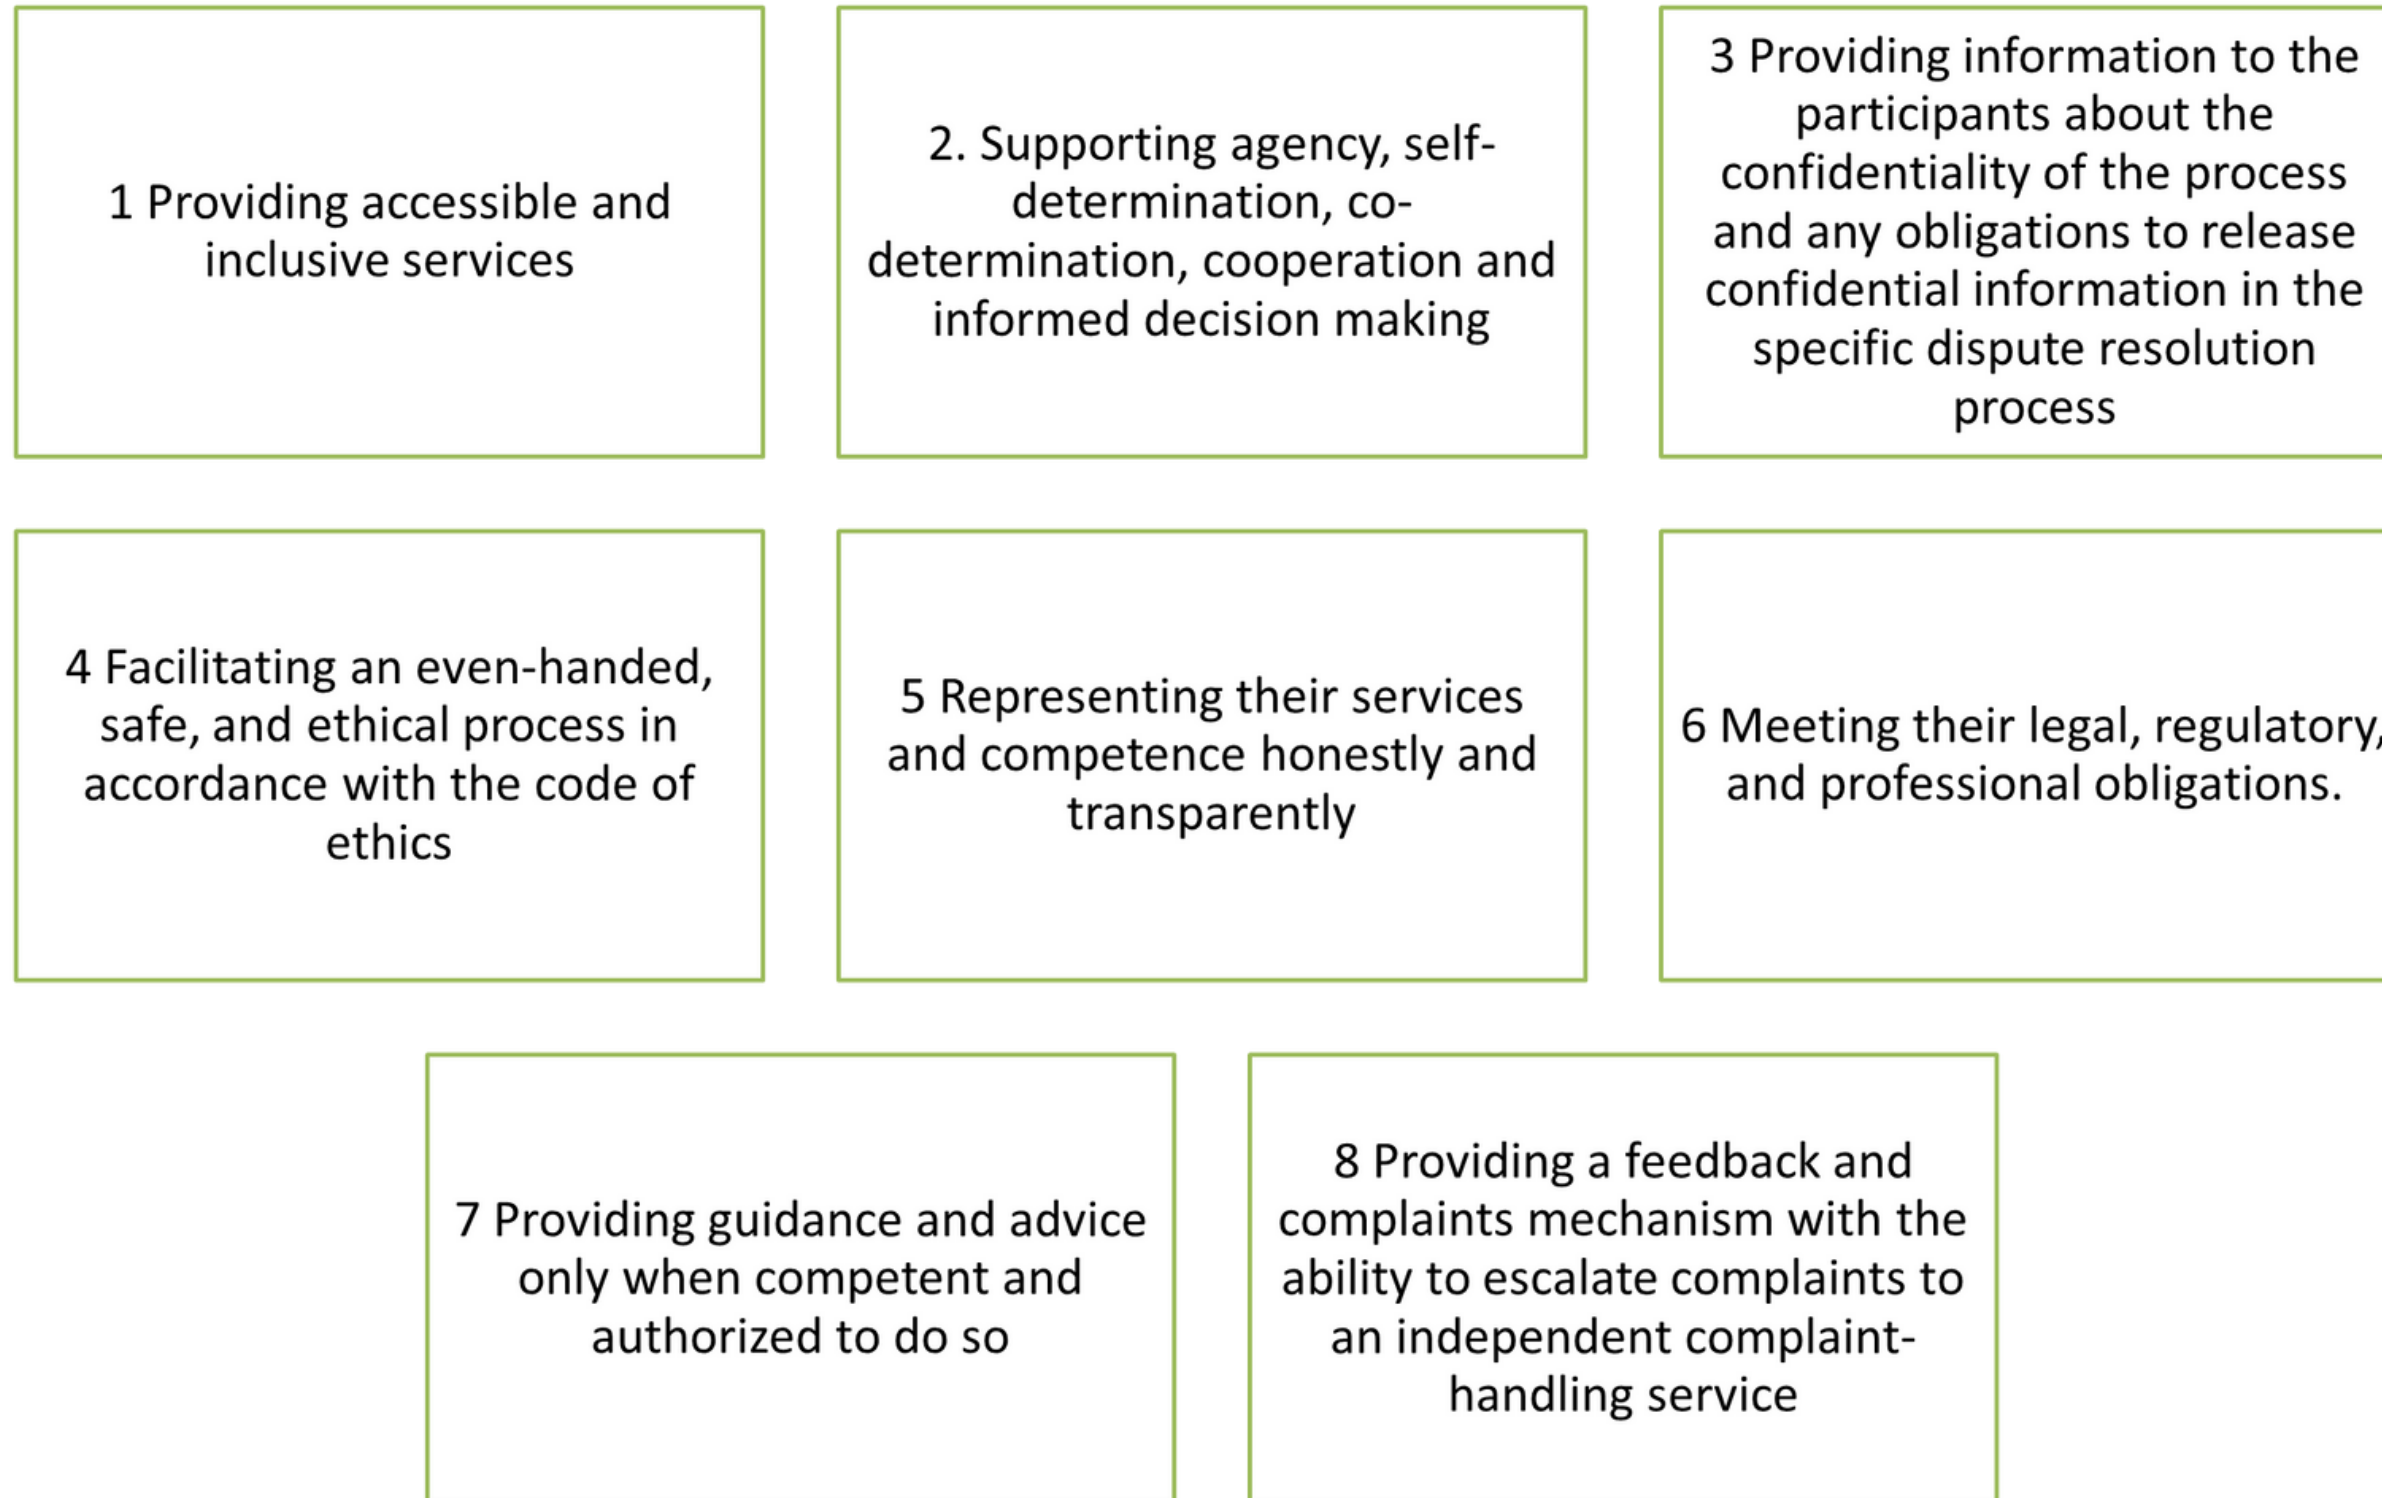 1 Providing accessible and
inclusive services
2. Supporting agency, self-
determination, co-
determination, cooperation and
informed decision making
3 Providing information to the
participants about the
confidentiality of the process
and any obligations to release
confidential information in the
specific dispute resolution
process
4 Facilitating an even-handed,
safe, and ethical process in
accordance with the code of
ethics
5 Representing their services
and competence honestly and
transparently
6 Meeting their legal, regulatory,
and professional obligations.
7 Providing guidance and advice
only when competent and
authorized to do so
8 Providing a feedback and
complaints mechanism with the
ability to escalate complaints to
an independent complaint-
handling service